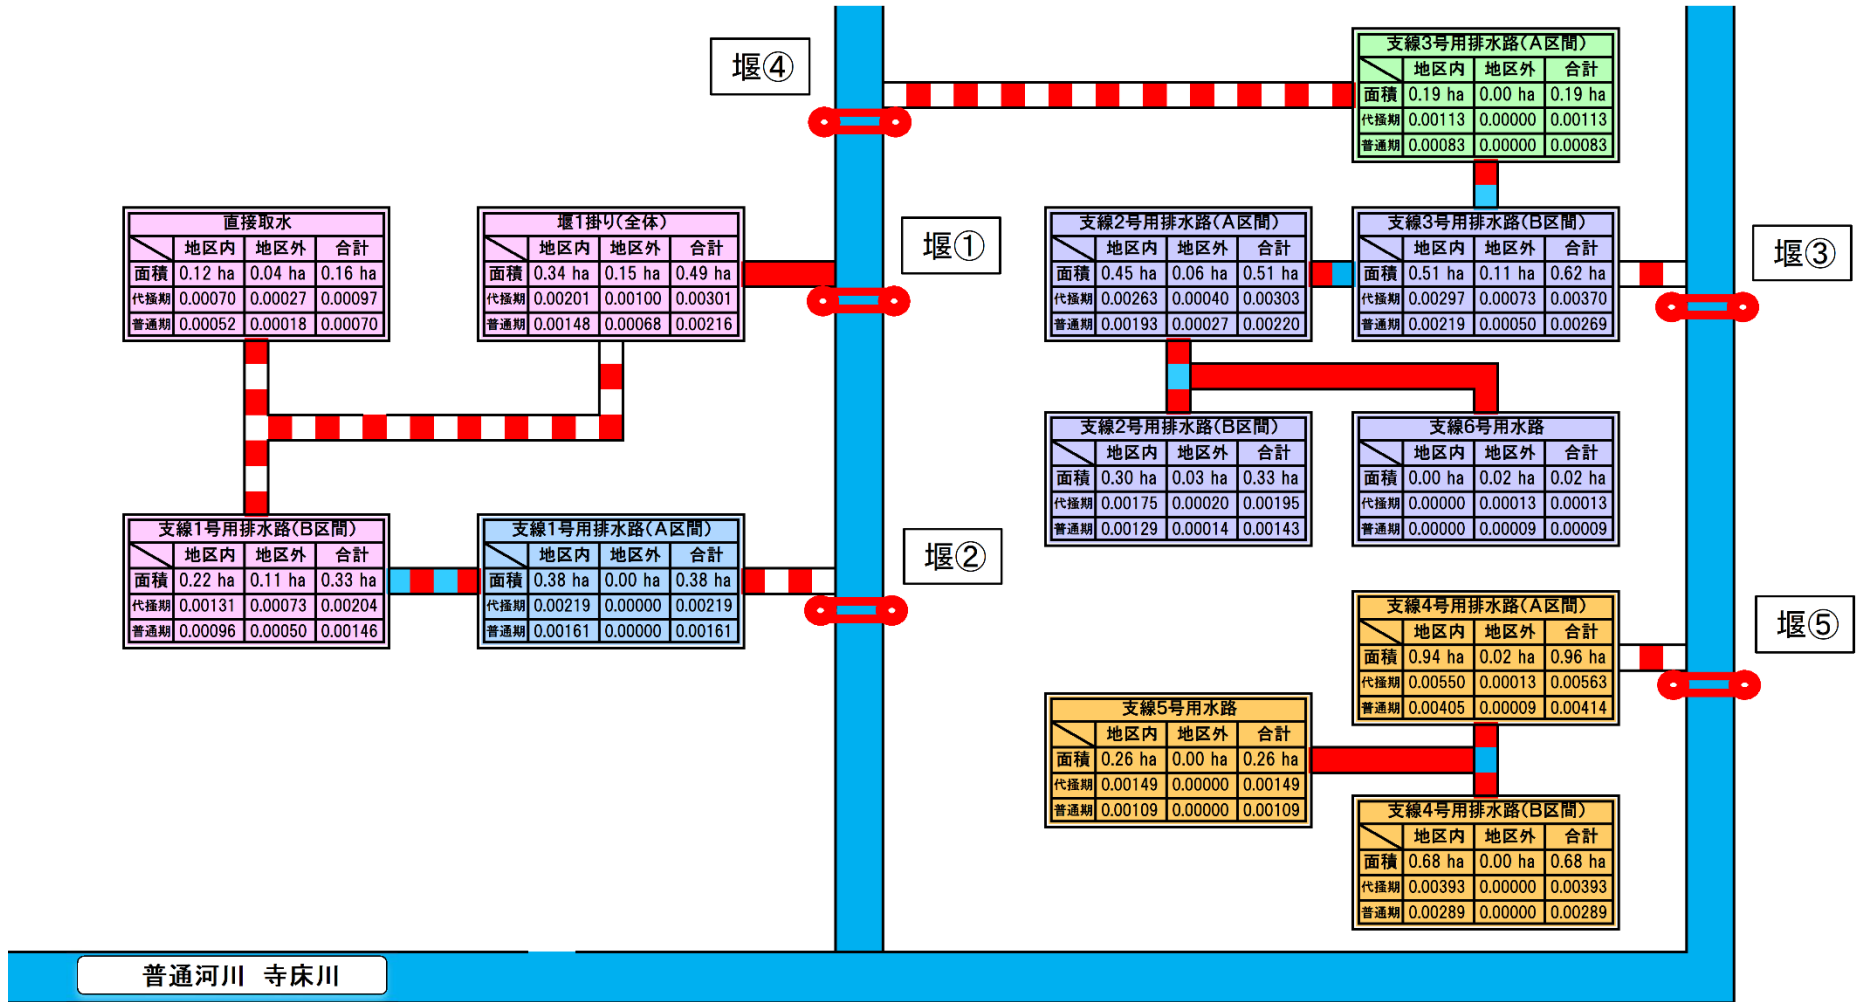 堰④
支線3号用排水路(A区間)
地区内 地区外 合計
面積 0.19 ha 0.00 ha 0.19 ha
代掻期 0.00113 0.00000 0.00113
普通期 0.00083 0.00000 0.00083
直接取水
地区内 地区外 合計
面積 0.12 ha 0.04 ha 0.16 ha
代掻期 0.00070 0.00027 0.00097
普通期 0.00052 0.00018 0.00070
堰1掛り(全体)
地区内 地区外 合計
面積 0.34 ha 0.15 ha 0.49 ha
代掻期 0.00201 0.00100 0.00301
普通期 0.00148 0.00068 0.00216
堰①
支線2号用排水路(A区間)
地区内 地区外 合計
面積 0.45 ha 0.06 ha 0.51 ha
代掻期 0.00263 0.00040 0.00303
普通期 0.00193 0.00027 0.00220
支線3号用排水路(B区間)
地区内 地区外 合計
面積 0.51 ha 0.11 ha 0.62 ha
代掻期 0.00297 0.00073 0.00370
普通期 0.00219 0.00050 0.00269
堰③
支線2号用排水路(B区間)
地区内 地区外 合計
面積 0.30 ha 0.03 ha 0.33 ha
代掻期 0.00175 0.00020 0.00195
普通期 0.00129 0.00014 0.00143
支線6号用水路
地区内 地区外 合計
面積 0.00 ha 0.02 ha 0.02 ha
代掻期 0.00000 0.00013 0.00013
普通期 0.00000 0.00009 0.00009
支線1号用排水路(B区間)
地区内 地区外 合計
面積 0.22 ha 0.11 ha 0.33 ha
代掻期 0.00131 0.00073 0.00204
普通期 0.00096 0.00050 0.00146
支線1号用排水路(A区間)
地区内 地区外 合計
面積 0.38 ha 0.00 ha 0.38 ha
代掻期 0.00219 0.00000 0.00219
普通期 0.00161 0.00000 0.00161
堰②
支線4号用排水路(A区間)
地区内 地区外 合計
面積 0.94 ha 0.02 ha 0.96 ha
代掻期 0.00550 0.00013 0.00563
普通期 0.00405 0.00009 0.00414
堰⑤
支線5号用水路
地区内 地区外 合計
面積 0.26 ha 0.00 ha 0.26 ha
代掻期 0.00149 0.00000 0.00149
普通期 0.00109 0.00000 0.00109
支線4号用排水路(B区間)
地区内 地区外 合計
面積 0.68 ha 0.00 ha 0.68 ha
代掻期 0.00393 0.00000 0.00393
普通期 0.00289 0.00000 0.00289
普通河川 寺床川